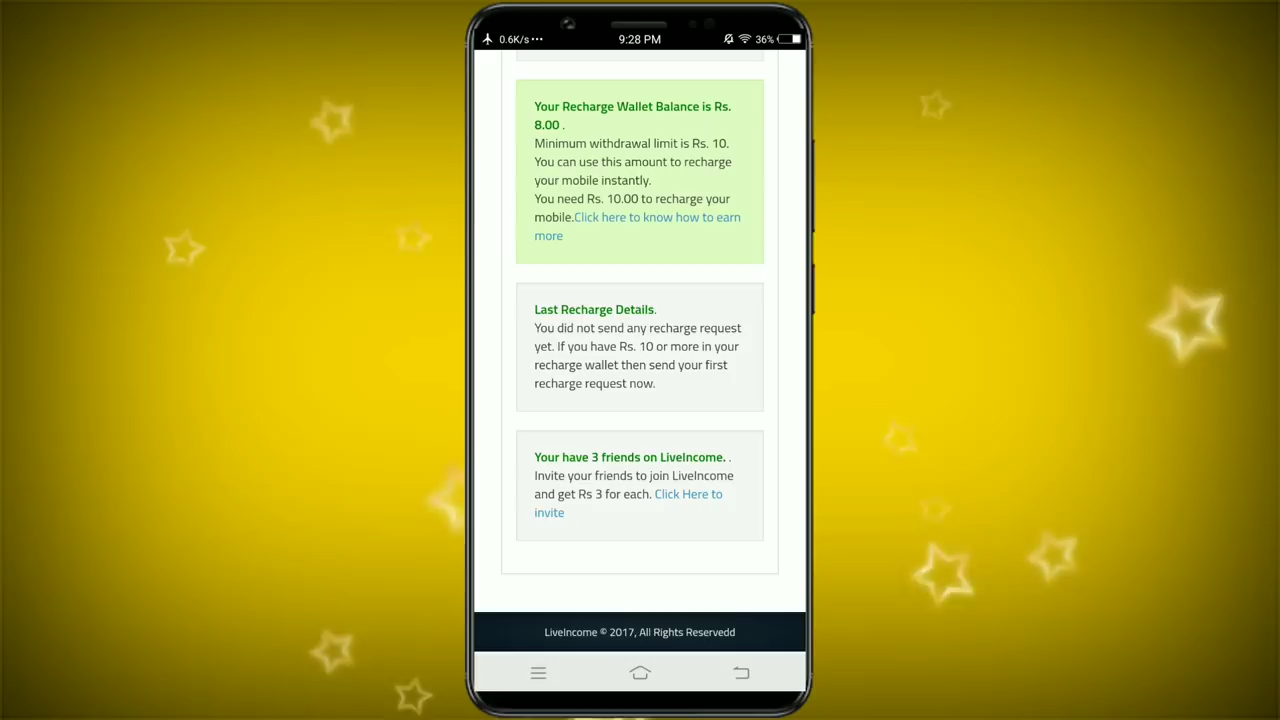 0.6K/s ••• 9:28 PM 36%
Your Recharge Wallet Balance is Rs.
8.00 .
Minimum withdrawal limit is Rs. 10.
You can use this amount to recharge
your mobile instantly.
You need Rs. 10.00 to recharge your
mobile.Click here to know how to earn
more
Last Recharge Details.
You did not send any recharge request
yet. If you have Rs. 10 or more in your
recharge wallet then send your first
recharge request now.
Your have 3 friends on LiveIncome. .
Invite your friends to join LiveIncome
and get Rs 3 for each. Click Here to
invite
LiveIncome © 2017, All Rights Reservedd